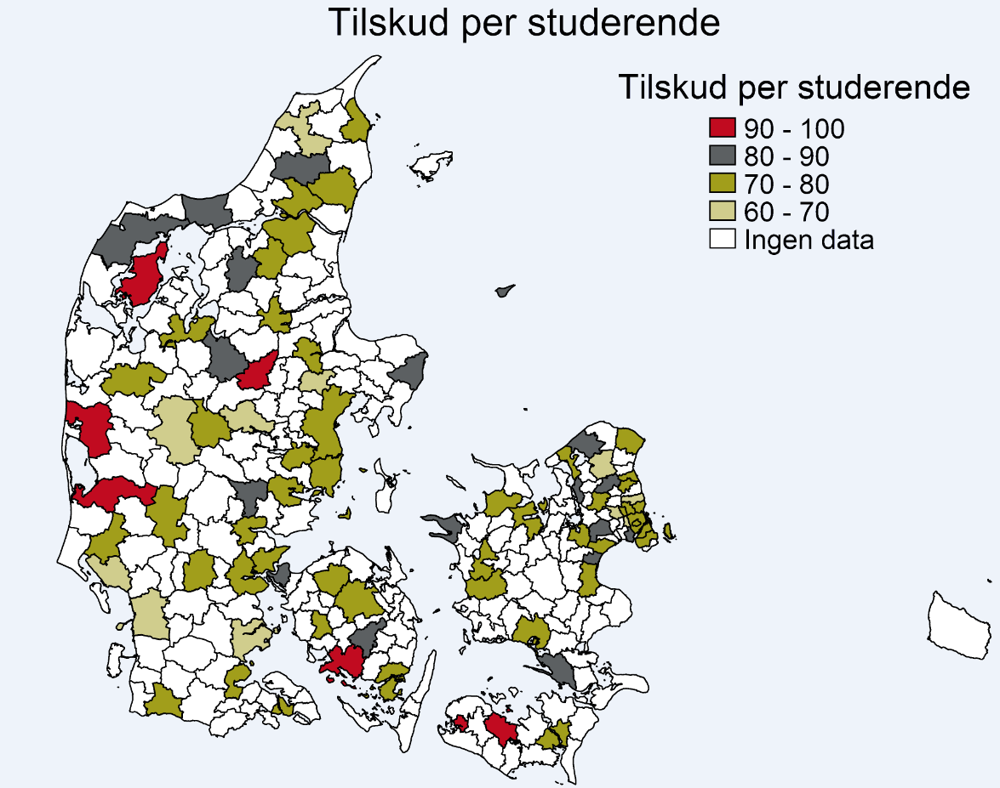 Tilskud per studerende
Tilskud per studerende
90 - 100
80 - 90
70 - 80
60 - 70
Ingen data